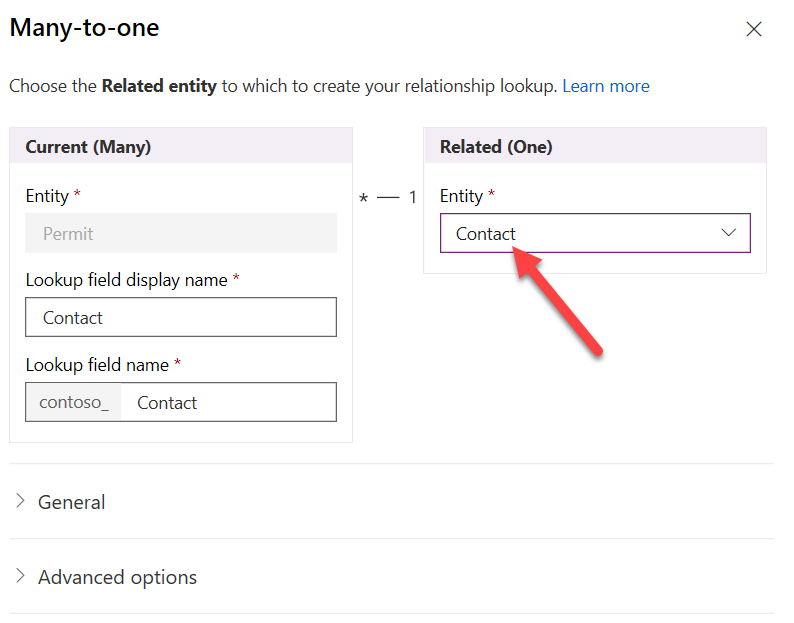 Many-to-one
Choose the Related entity to which to create your relationship lookup. Learn more
Current (Many)
Entity *
Permit
Lookup field display name *
Contact
Lookup field name *
contoso_ Contact
* — 1
Related (One)
Entity *
Contact
General
Advanced options